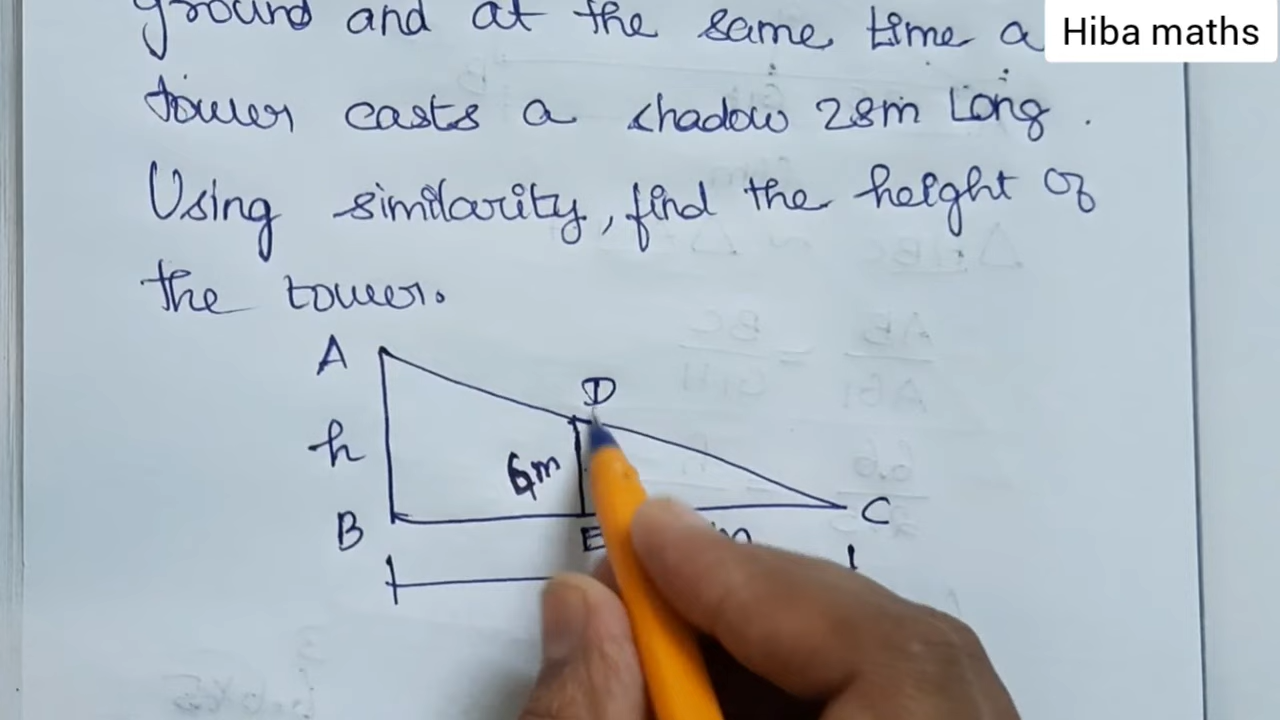 ground and at the same time a
Hiba maths
tower casts a shadow 28m Long.
Using similarity, find the height of
the tower.
A
D
h
6m
B
E
m
C